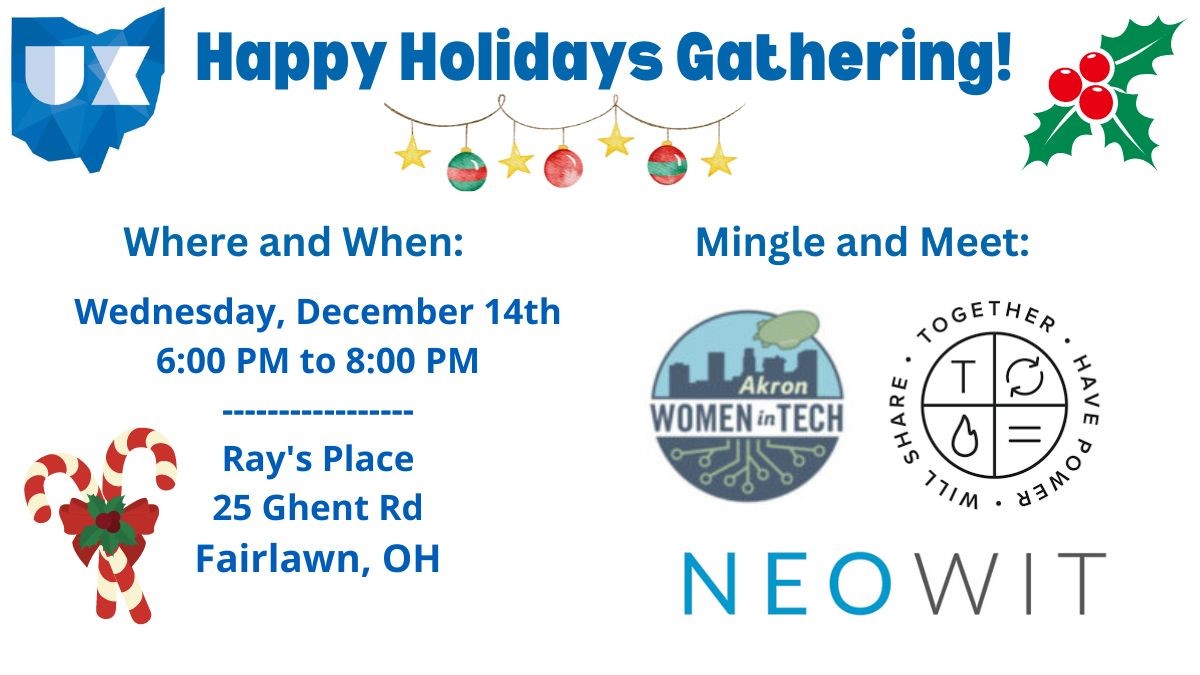 UX
Happy Holidays Gathering!
Where and When:
Wednesday, December 14th
6:00 PM to 8:00 PM
-----------------
Ray's Place
25 Ghent Rd
Fairlawn, OH
Mingle and Meet:
Akron
WOMEN in TECH
TOGETHER • HAVE POWER • WILL SHARE •
T
NEOWIT